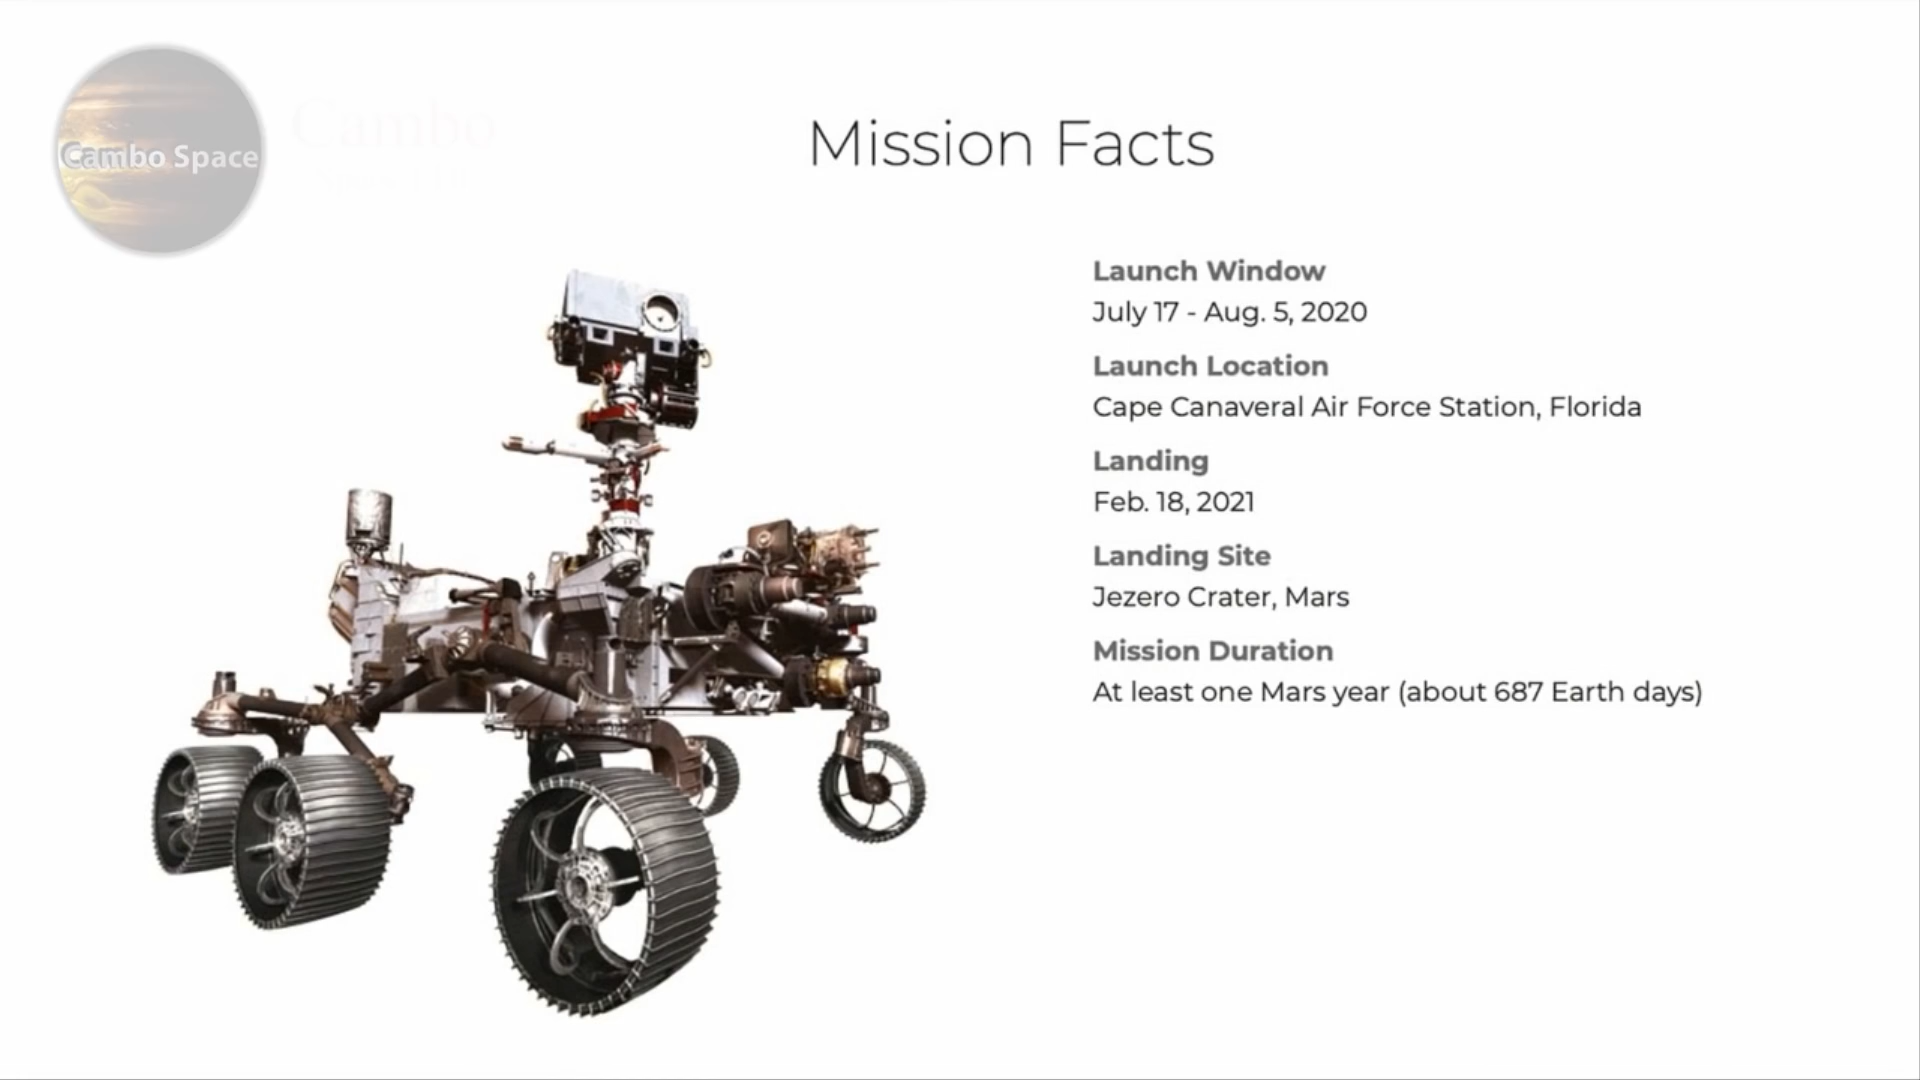 Cambo Space
Cambo
Mission Facts
Launch Window
July 17 - Aug. 5, 2020
Launch Location
Cape Canaveral Air Force Station, Florida
Landing
Feb. 18, 2021
Landing Site
Jezero Crater, Mars
Mission Duration
At least one Mars year (about 687 Earth days)